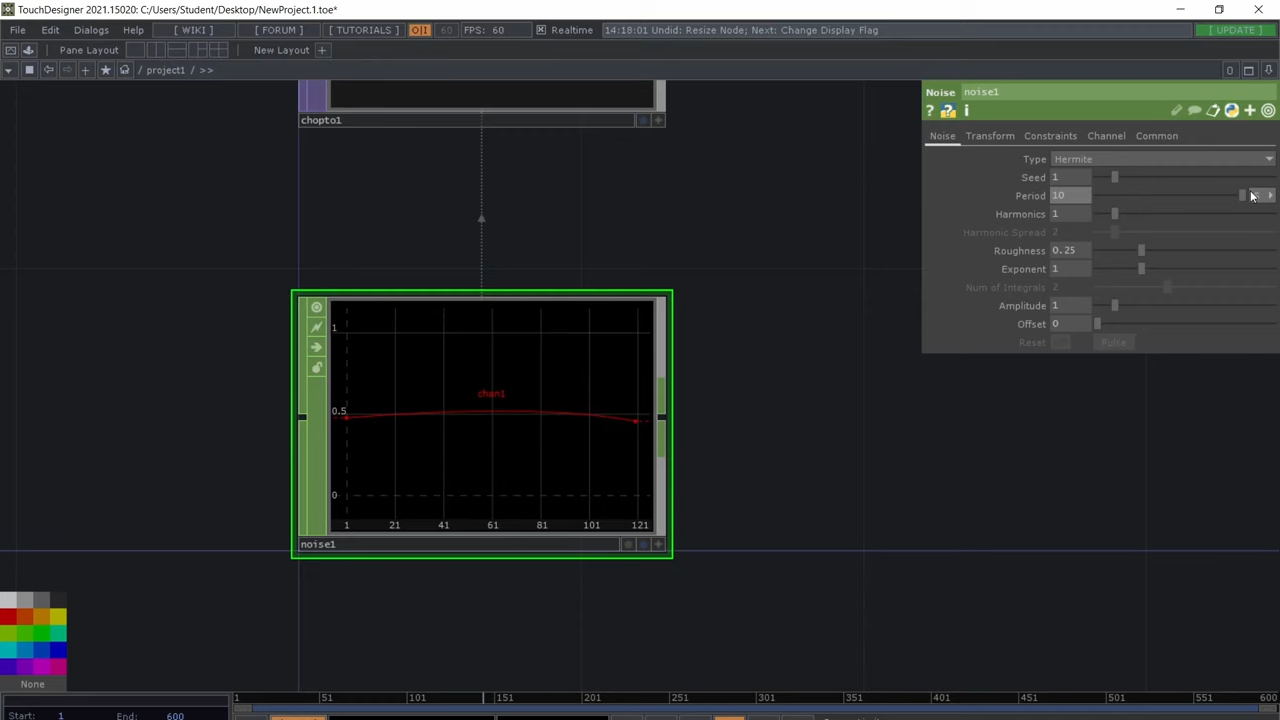 TouchDesigner 2021.15020: C:/Users/Student/Desktop/NewProject.1.toe*
File Edit Dialogs Help [ WIKI ] [ FORUM ] [ TUTORIALS ] O|I 60 FPS: 60 Realtime 14:18:01 Undid: Resize Node; Next: Change Display Flag [ UPDATE ]
Pane Layout New Layout +
/ project1 / >> 0
Noise noise1
? ? i
chopto1
Noise Transform Constraints Channel Common
Type Hermite
Seed 1
Period 10
Harmonics 1
Harmonic Spread 2
Roughness 0.25
Exponent 1
Num of Integrals 2
Amplitude 1
Offset 0
Reset Pulse
1
chan1
0.5
0
1 21 41 61 81 101 121
noise1
None
1 51 101 151 201 251 301 351 401 451 501 551 600
Start: 1 End: 600